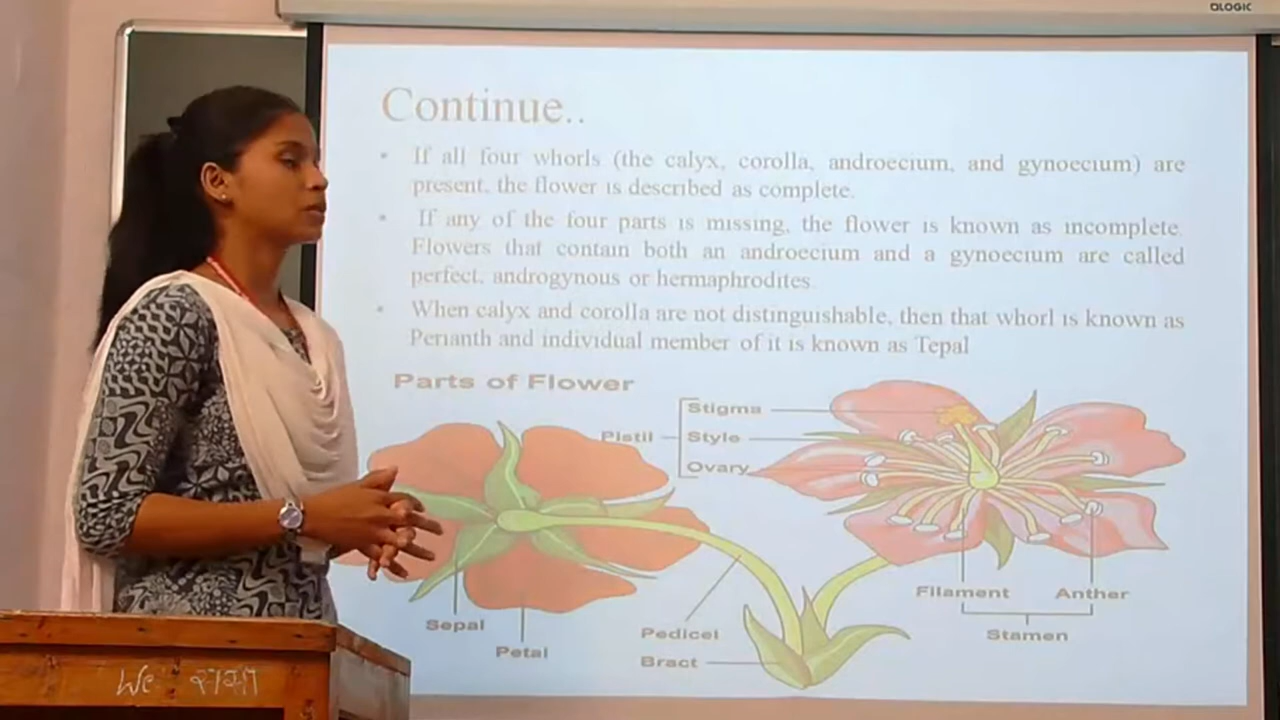 QLOGIC
Continue..
• If all four whorls (the calyx, corolla, androecium, and gynoecium) are
present, the flower is described as complete.
• If any of the four parts is missing, the flower is known as incomplete.
Flowers that contain both an androecium and a gynoecium are called
perfect, androgynous or hermaphrodites
• When calyx and corolla are not distinguishable, then that whorl is known as
Perianth and individual member of it is known as Tepal
Parts of Flower
Stigma
Pistil
Style
Ovary
Filament
Anther
Stamen
Sepal
Petal
Pedicel
Bract
We